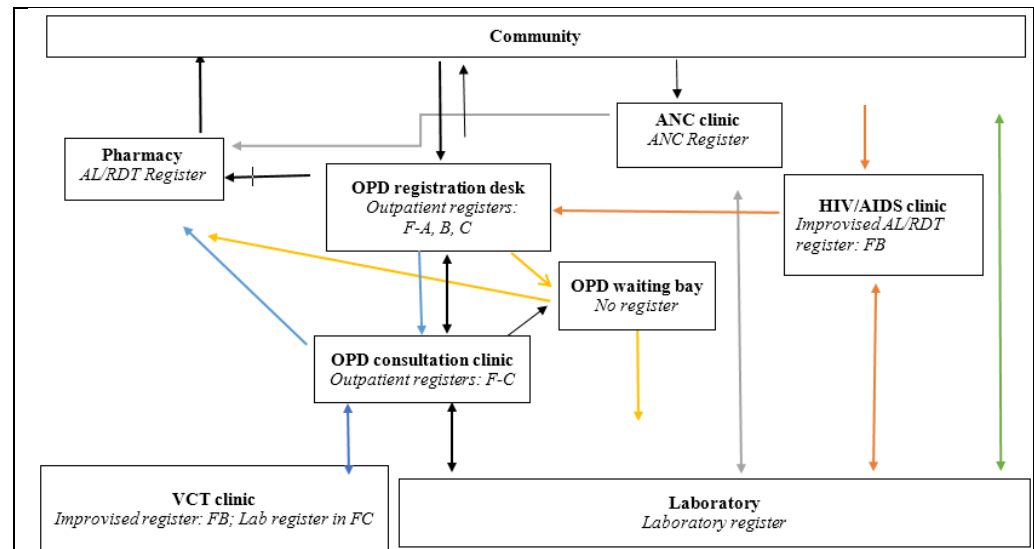 Community
ANC clinic
ANC Register
Pharmacy
AL/RDT Register
OPD registration desk
Outpatient registers:
F-A, B, C
HIV/AIDS clinic
Improvised AL/RDT
register: FB
OPD waiting bay
No register
OPD consultation clinic
Outpatient registers: F-C
VCT clinic
Improvised register: FB; Lab register in FC
Laboratory
Laboratory register